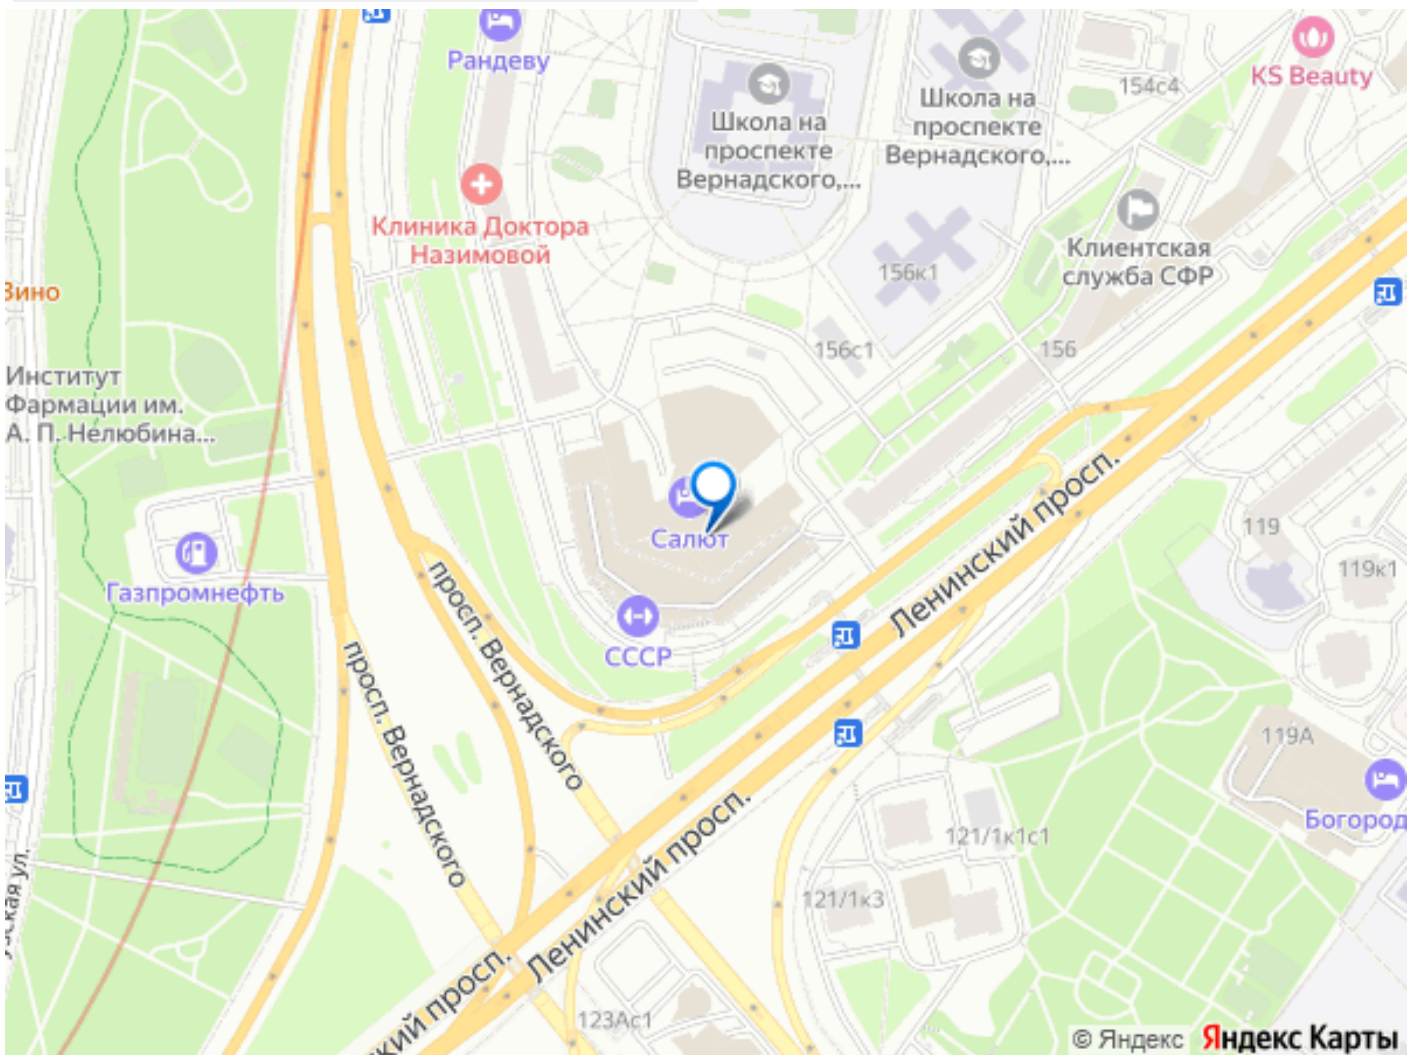 Рандеву
KS Beauty
154с4
Школа на
проспекте
Вернадского,...
Школа на
проспекте
Вернадского,...
Клиника Доктора
Назимовой
Клиентская
служба СФР
156к1
Вино
156с1
156
Институт
Фармации им.
А. П. Нелюбина...
Салют
Ленинский просп.
119
119к1
Газпромнефть
просп. Вернадского
СССР
просп. Вернадского
119А
Богород
Ленинский просп.
121/1к1с1
121/1к3
ский просп.
123Ас1
© Яндекс Яндекс Карты